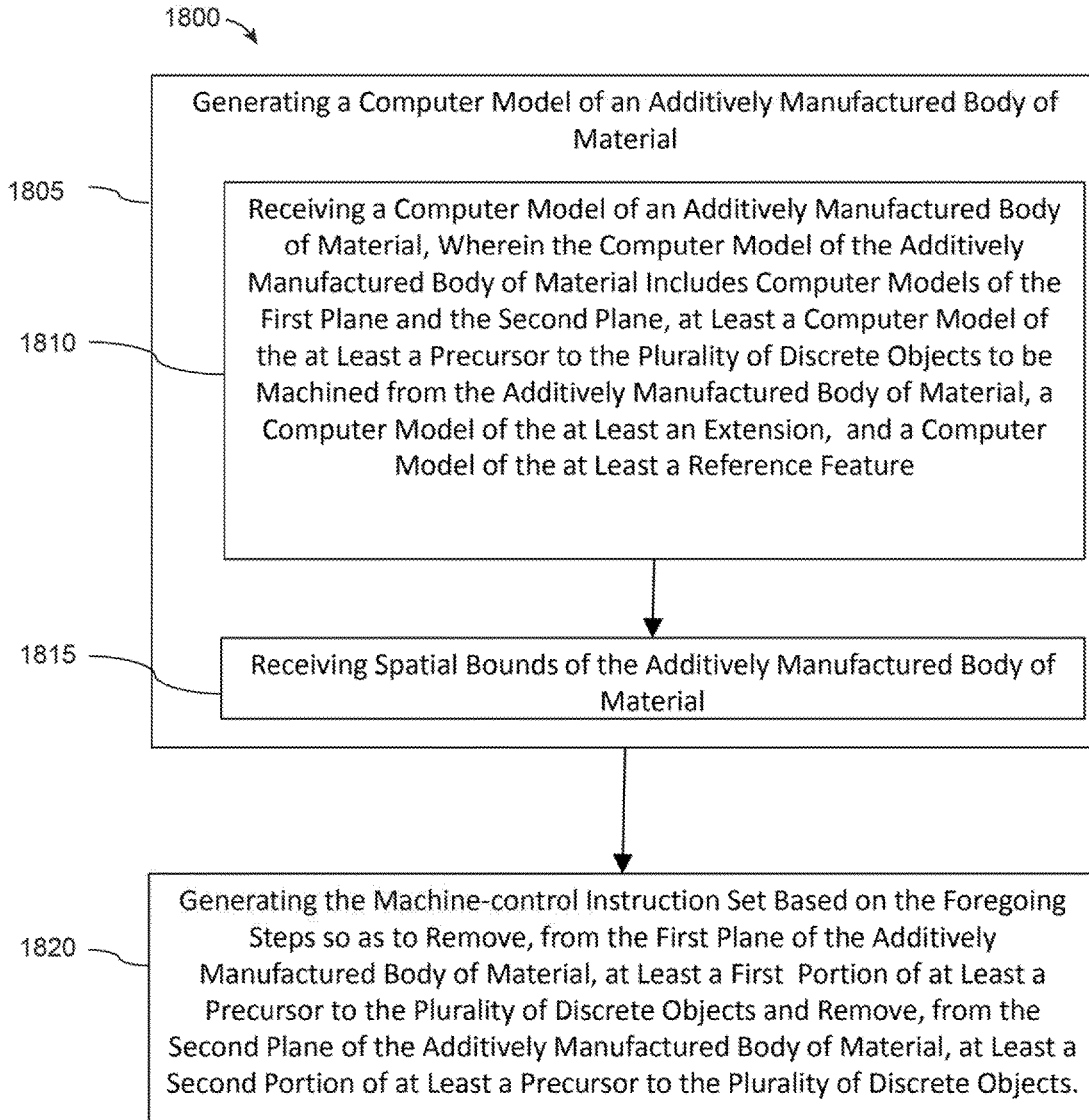 1800
Generating a Computer Model of an Additively Manufactured Body of
Material
1805
Receiving a Computer Model of an Additively Manufactured Body
of Material, Wherein the Computer Model of the Additively
Manufactured Body of Material Includes Computer Models of the
First Plane and the Second Plane, at Least a Computer Model of
1810
the at Least a Precursor to the Plurality of Discrete Objects to be
Machined from the Additively Manufactured Body of Material, a
Computer Model of the at Least an Extension, and a Computer
Model of the at Least a Reference Feature
1815
Receiving Spatial Bounds of the Additively Manufactured Body of
Material
Generating the Machine-control Instruction Set Based on the Foregoing
1820
Steps so as to Remove, from the First Plane of the Additively
Manufactured Body of Material, at Least a First Portion of at Least a
Precursor to the Plurality of Discrete Objects and Remove, from the
Second Plane of the Additively Manufactured Body of Material, at Least a
Second Portion of at Least a Precursor to the Plurality of Discrete Objects.